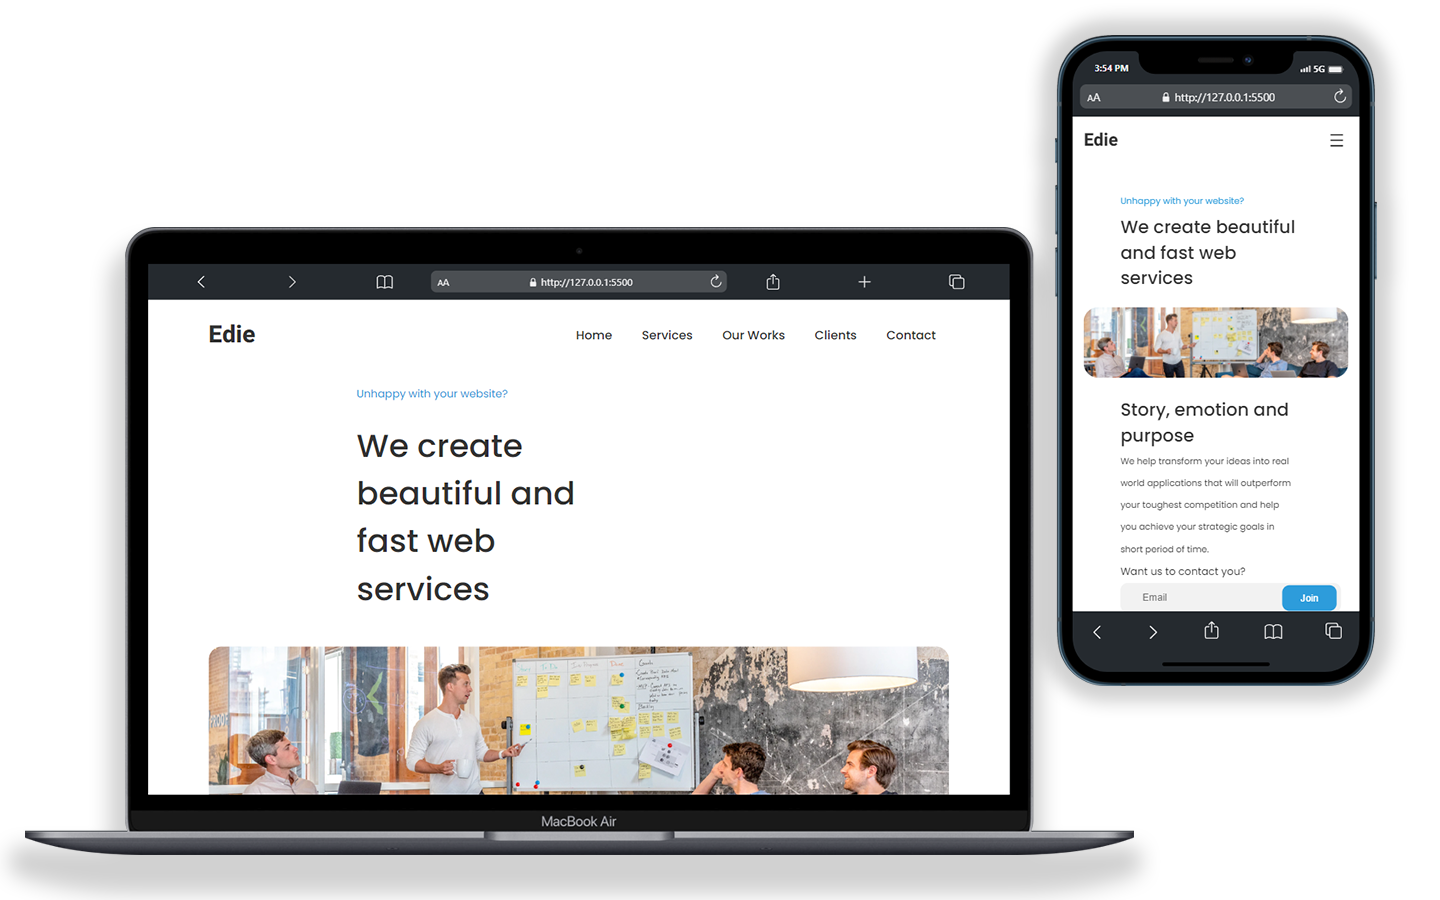 AA http://127.0.0.1:5500
Edie
Home Services Our Works Clients Contact
Unhappy with your website?
We create
beautiful and
fast web
services
MacBook Air
3:54 PM 5G
AA http://127.0.0.1:5500
Edie
Unhappy with your website?
We create beautiful
and fast web
services
Story, emotion and
purpose
We help transform your ideas into real
world applications that will outperform
your toughest competition and help
you achieve your strategic goals in
short period of time.
Want us to contact you?
Email Join